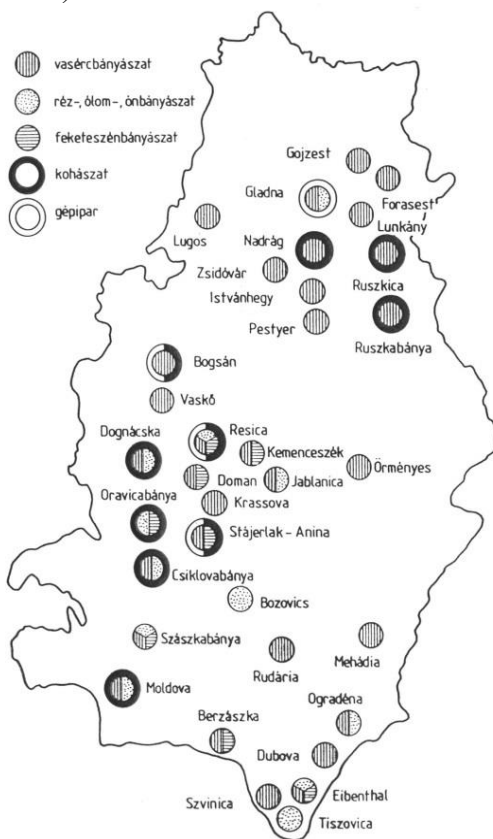 vasércbányászat
réz-, ólom-, ónbányászat
feketeszénbányászat
kohászat
gépipar
Gojzest
Forasest
Gladna
Lugos
Lunkány
Nadrág
Zsidóvár
Ruszkica
Istvánhegy
Pestyer
Ruszkabánya
Bogsán
Vaskő
Dognácska
Resica
Kemenceszék
Örményes
Doman
Jablanica
Oravicabánya
Krassova
Stájerlak-Anina
Csiklovabánya
Bozovics
Szászkabánya
Mehádia
Rudária
Moldova
Ogradéna
Berzászka
Dubova
Eibenthal
Szvinica
Tiszovica